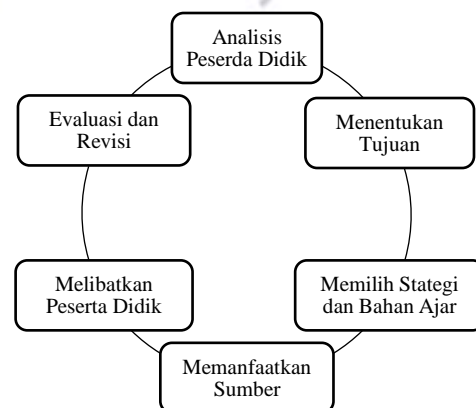 Analisis
Peserda Didik
Menentukan
Tujuan
Memilih Stategi
dan Bahan Ajar
Memanfaatkan
Sumber
Melibatkan
Peserta Didik
Evaluasi dan
Revisi